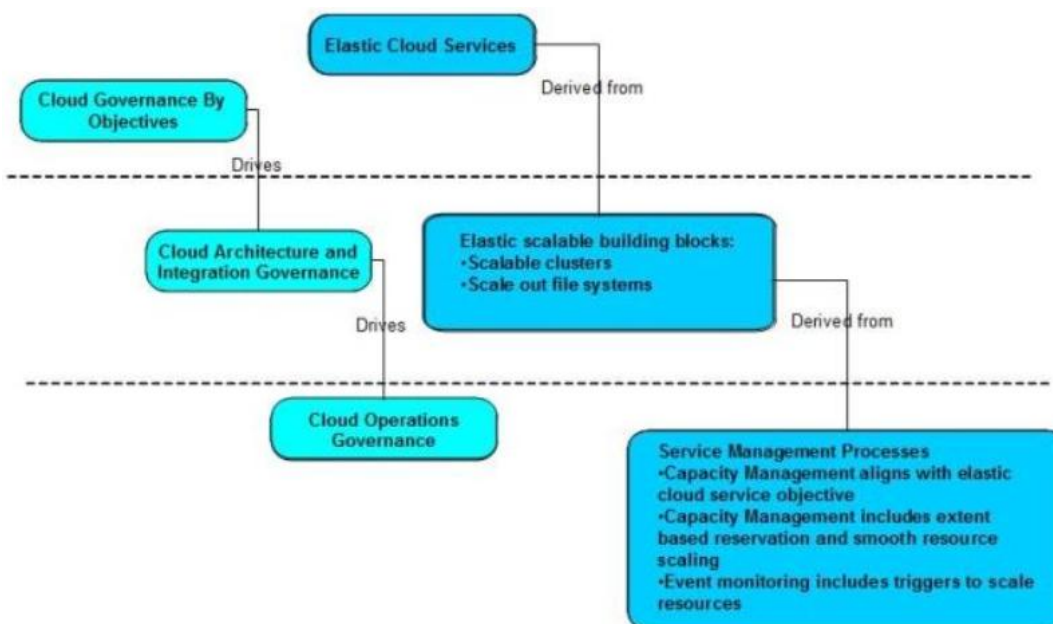 Elastic Cloud Services
Derived from
Cloud Governance By
Objectives
Drives
Cloud Architecture and
Integration Governance
Elastic scalable building blocks:
•Scalable clusters
•Scale out file systems
Drives
Derived from
Cloud Operations
Governance
Service Management Processes
•Capacity Management aligns with elastic
cloud service objective
•Capacity Management includes extent
based reservation and smooth resource
scaling
•Event monitoring includes triggers to scale
resources